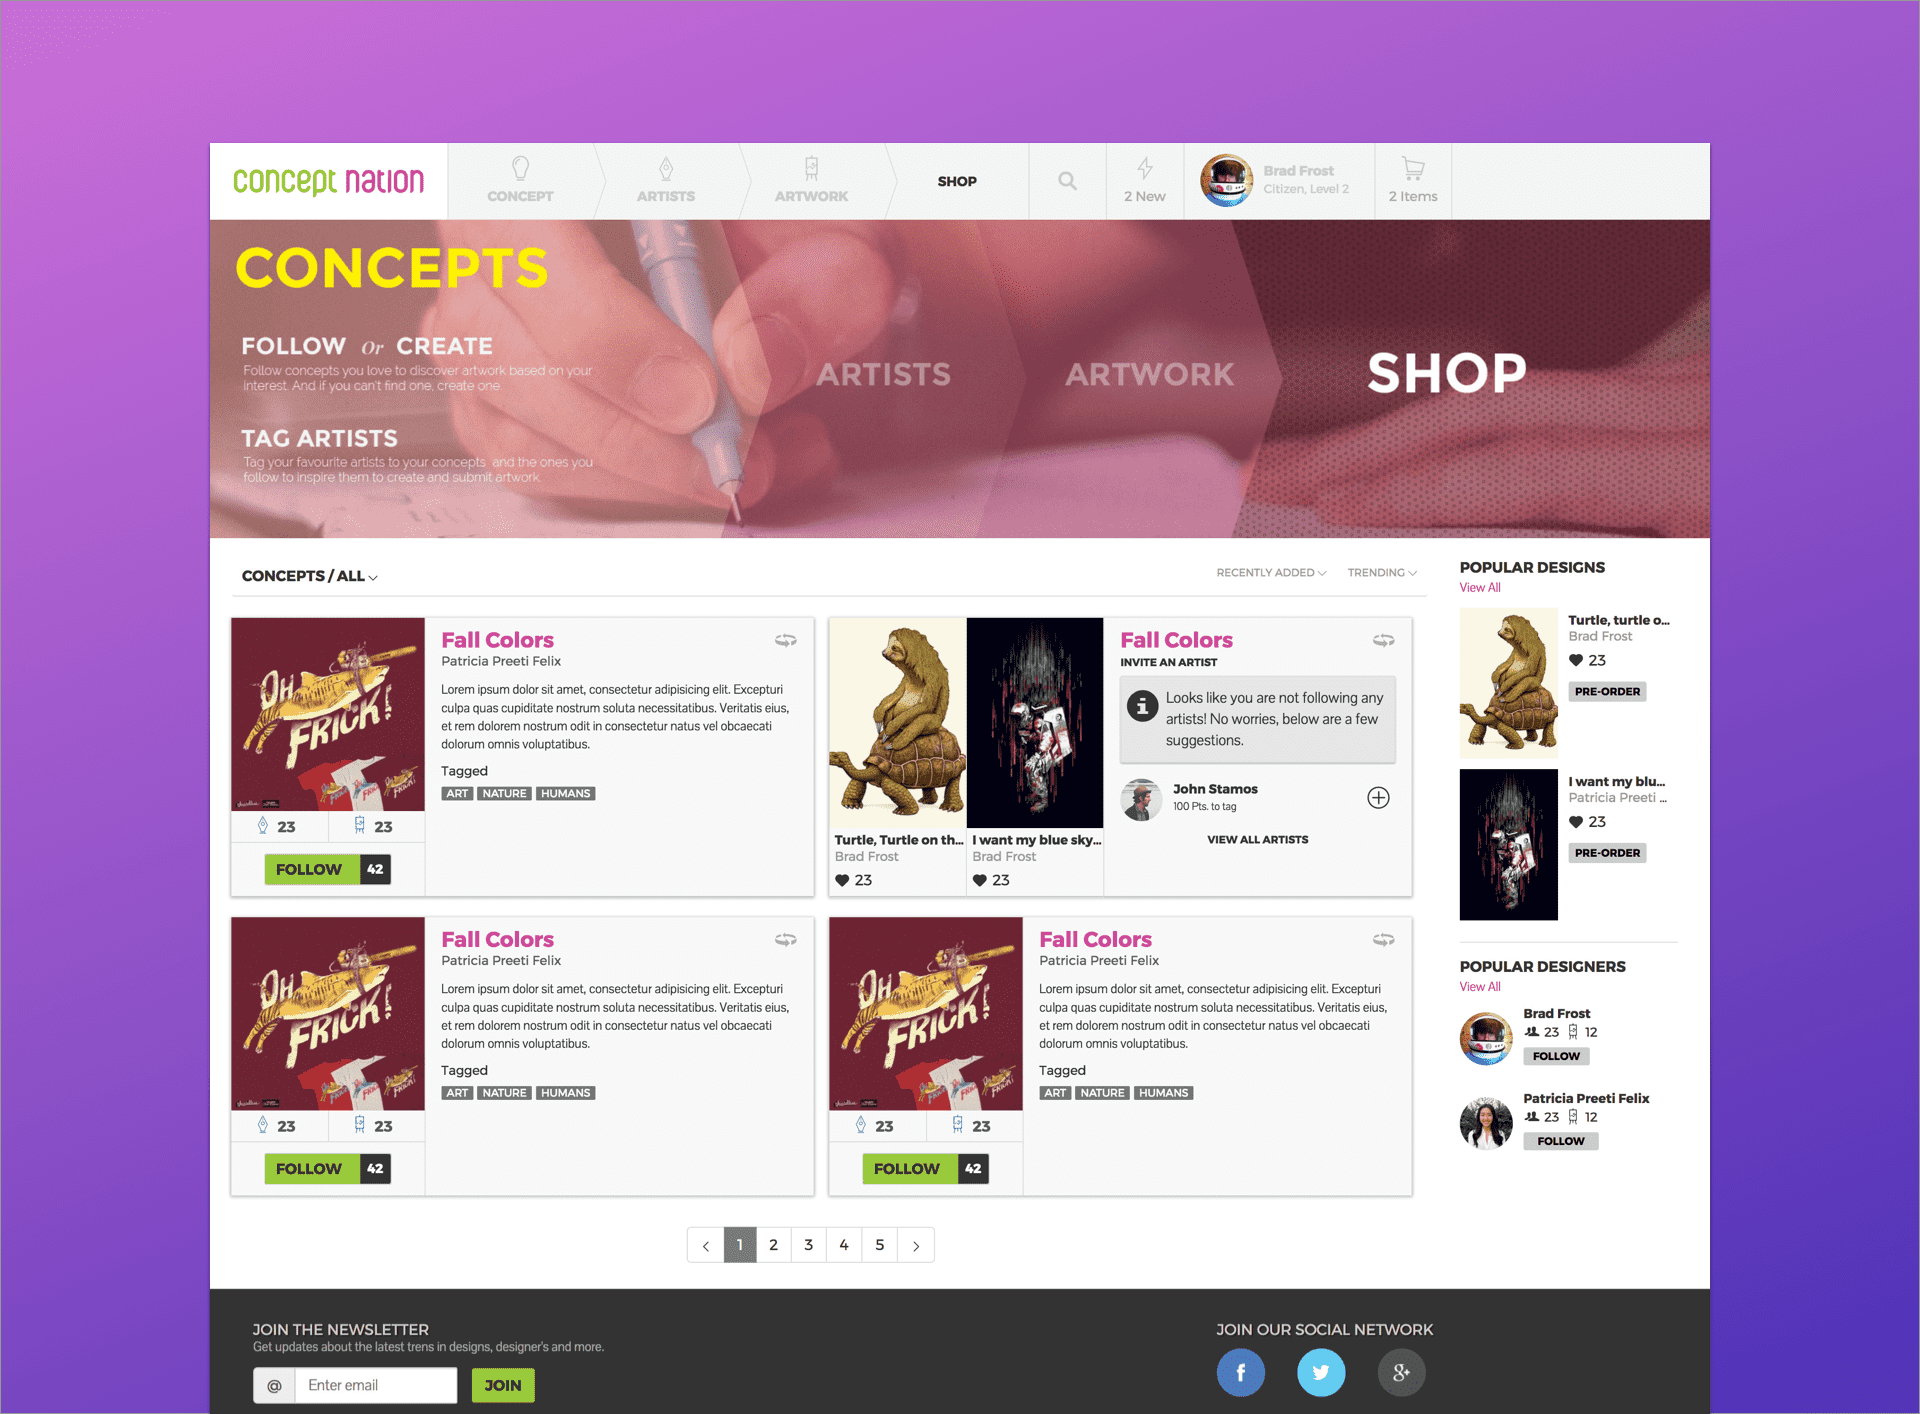 concept nation
CONCEPT
ARTISTS
ARTWORK
SHOP
2 New
Brad Frost
Citizen, Level 2
2 Items
CONCEPTS
FOLLOW or CREATE
Follow concepts you love to discover artwork based on your
interest. And if you can't find one, create one.
TAG ARTISTS
Tag your favourite artists to your concepts, and the ones you
follow to inspire them to create and submit artwork.
ARTISTS
ARTWORK
SHOP
CONCEPTS / ALL
RECENTLY ADDED
TRENDING
OH
FRICK!
23
23
FOLLOW 42
Fall Colors
Patricia Preeti Felix
Lorem ipsum dolor sit amet, consectetur adipisicing elit. Excepturi
culpa quas cupiditate nostrum soluta necessitatibus. Veritatis eius,
et rem dolorem nostrum odit in consectetur natus vel obcaecati
dolorum omnis voluptatibus.
Tagged
ART NATURE HUMANS
Turtle, Turtle on th...
Brad Frost
23
I want my blue sky...
Brad Frost
23
Fall Colors
INVITE AN ARTIST
Looks like you are not following any
artists! No worries, below are a few
suggestions.
John Stamos
100 Pts. to tag
VIEW ALL ARTISTS
OH
FRICK!
23
23
FOLLOW 42
Fall Colors
Patricia Preeti Felix
Lorem ipsum dolor sit amet, consectetur adipisicing elit. Excepturi
culpa quas cupiditate nostrum soluta necessitatibus. Veritatis eius,
et rem dolorem nostrum odit in consectetur natus vel obcaecati
dolorum omnis voluptatibus.
Tagged
ART NATURE HUMANS
OH
FRICK!
23
23
FOLLOW 42
Fall Colors
Patricia Preeti Felix
Lorem ipsum dolor sit amet, consectetur adipisicing elit. Excepturi
culpa quas cupiditate nostrum soluta necessitatibus. Veritatis eius,
et rem dolorem nostrum odit in consectetur natus vel obcaecati
dolorum omnis voluptatibus.
Tagged
ART NATURE HUMANS
< 1 2 3 4 5 >
POPULAR DESIGNS
View All
Turtle, turtle o...
Brad Frost
23
PRE-ORDER
I want my blu...
Patricia Preeti ...
23
PRE-ORDER
POPULAR DESIGNERS
View All
Brad Frost
23 12
FOLLOW
Patricia Preeti Felix
23 12
FOLLOW
JOIN THE NEWSLETTER
Get updates about the latest trens in designs, designer's and more.
@ Enter email JOIN
JOIN OUR SOCIAL NETWORK
f
g+